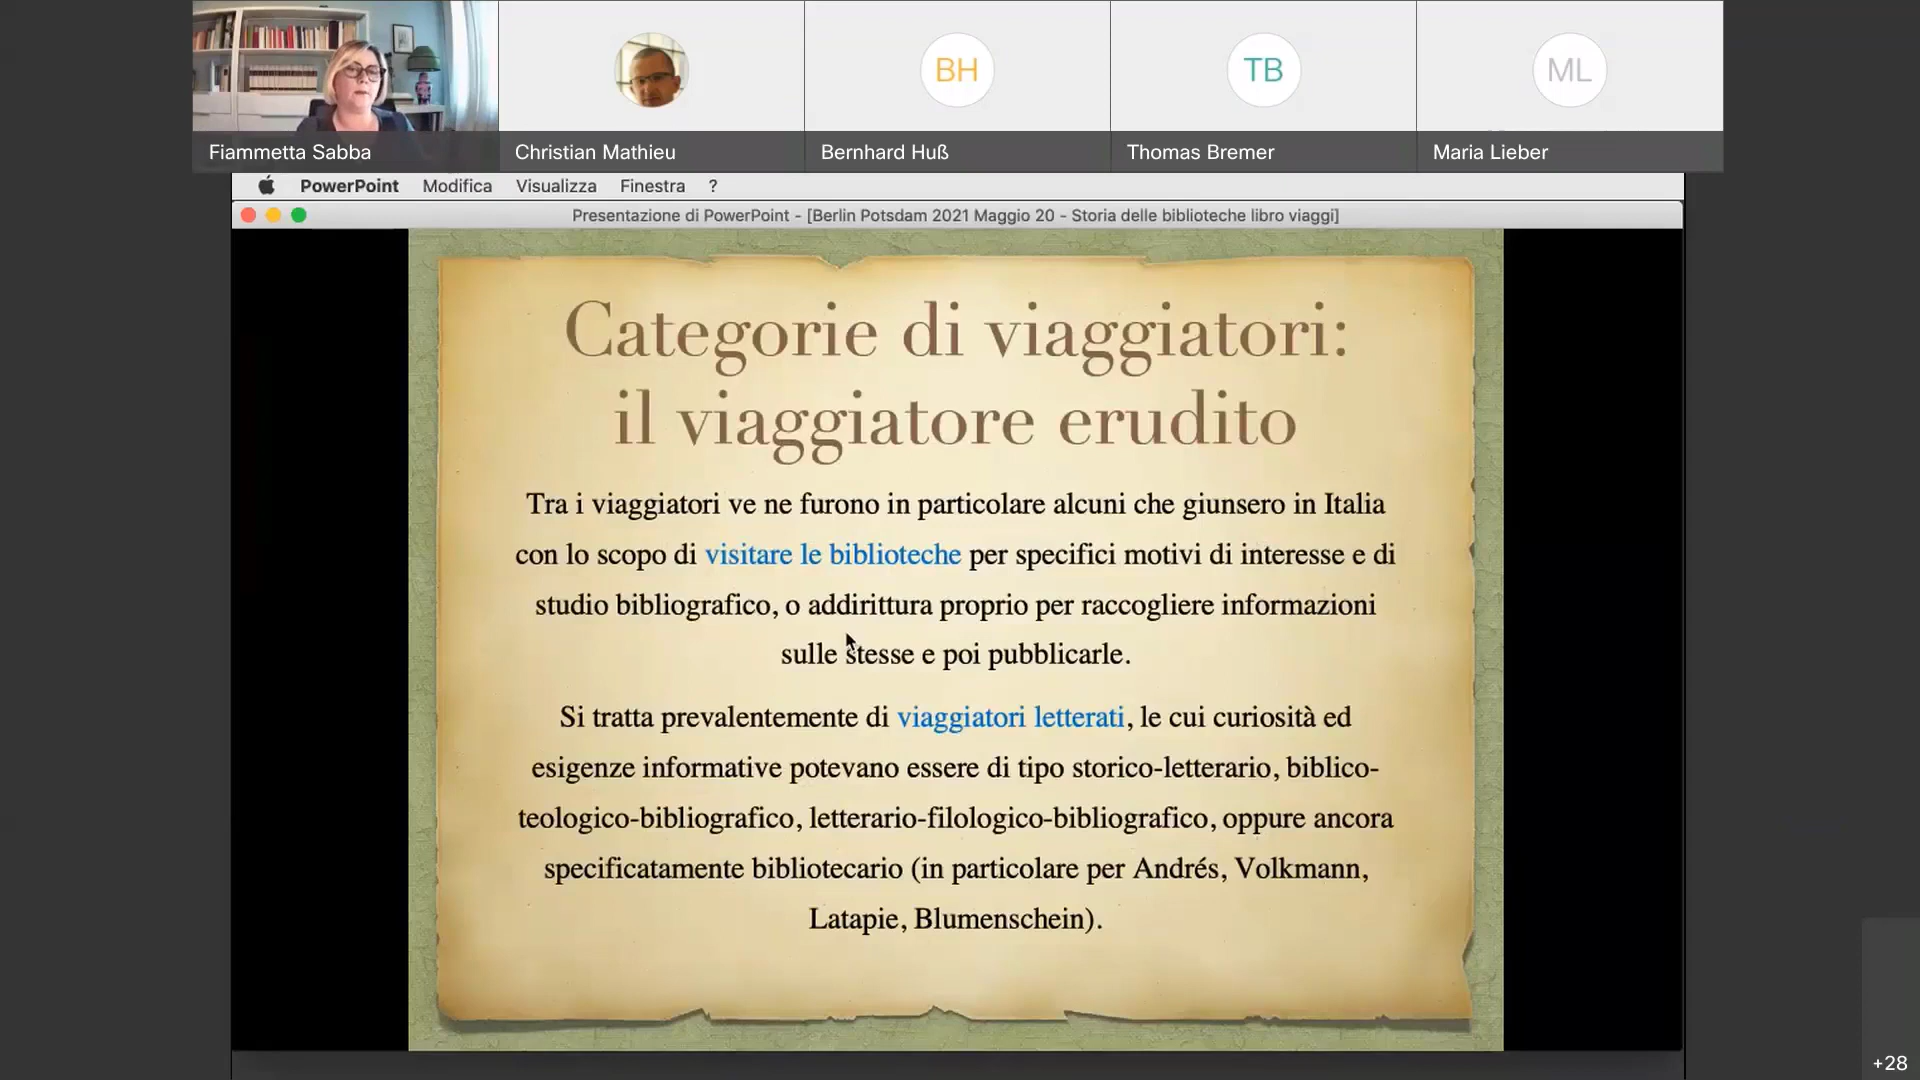 BH
TB
ML
Fiammetta Sabba
Christian Mathieu
Bernhard Huß
Thomas Bremer
Maria Lieber
PowerPoint Modifica Visualizza Finestra ?
Presentazione di PowerPoint - [Berlin Potsdam 2021 Maggio 20 - Storia delle biblioteche libro viaggi]
Categorie di viaggiatori:
il viaggiatore erudito
Tra i viaggiatori ve ne furono in particolare alcuni che giunsero in Italia
con lo scopo di visitare le biblioteche per specifici motivi di interesse e di
studio bibliografico, o addirittura proprio per raccogliere informazioni
sulle stesse e poi pubblicarle.
Si tratta prevalentemente di viaggiatori letterati, le cui curiosità ed
esigenze informative potevano essere di tipo storico-letterario, biblico-
teologico-bibliografico, letterario-filologico-bibliografico, oppure ancora
specificatamente bibliotecario (in particolare per Andrés, Volkmann,
Latapie, Blumenschein).
+28